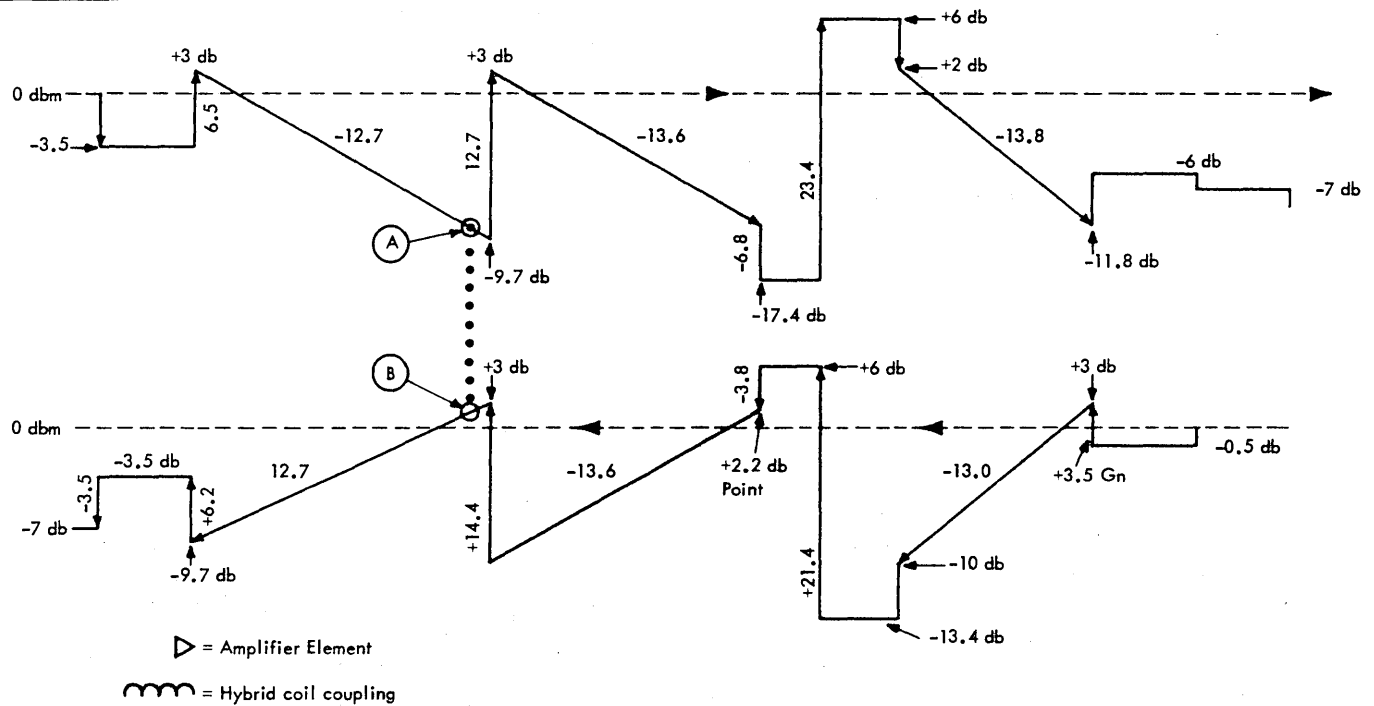 +6 db
+3 db
+3 db
+2 db
0 dbm
6.5
-12.7
12.7
-13.6
23.4
-13.8
-3.5
-6 db
-7 db
A
-6.8
-9.7 db
-11.8 db
-17.4 db
B
+3 db
-3.8
+6 db
+3 db
0 dbm
-0.5 db
-3.5 db
12.7
-13.6
+2.2 db
Point
-13.0
+3.5 Gn
-3.5
+6.2
-7 db
+14.4
-9.7 db
+21.4
-10 db
-13.4 db
= Amplifier Element
= Hybrid coil coupling